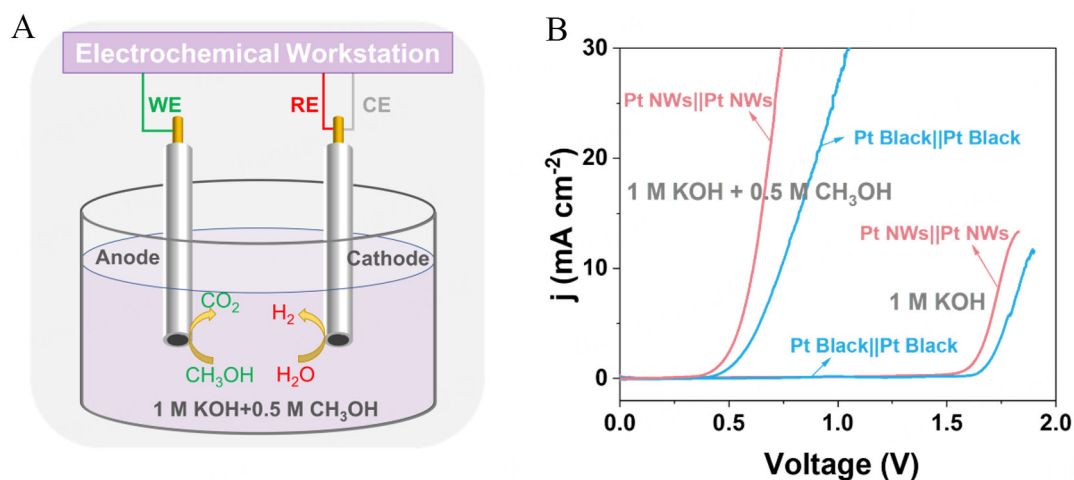 A
Electrochemical Workstation
WE
RE
CE
Anode
Cathode
CO₂
H₂
CH₃OH
H₂O
1 M KOH+0.5 M CH₃OH
B
30
20
10
0
j (mA cm⁻²)
Pt NWs||Pt NWs
Pt Black||Pt Black
1 M KOH + 0.5 M CH₃OH
Pt NWs||Pt NWs
1 M KOH
Pt Black||Pt Black
0.0
0.5
1.0
1.5
2.0
Voltage (V)